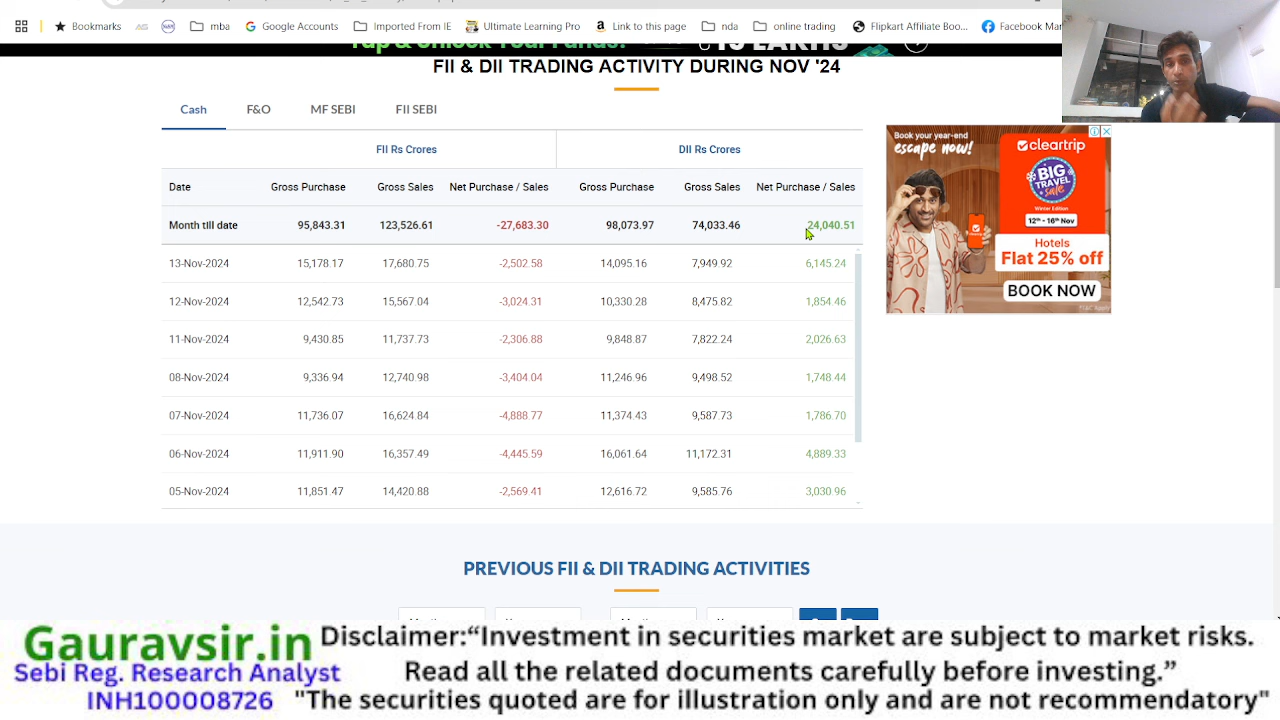 Bookmarks
mba
Google Accounts
Imported From IE
Ultimate Learning Pro
Link to this page
nda
online trading
Flipkart Affiliate Boo...
Facebook Mar
Tap & Unlock Your Funds! 15 LAKHS
FII & DII TRADING ACTIVITY DURING NOV '24
Cash F&O MF SEBI FII SEBI
FII Rs Crores DII Rs Crores
Date Gross Purchase Gross Sales Net Purchase / Sales Gross Purchase Gross Sales Net Purchase / Sales
Month till date 95,843.31 123,526.61 -27,683.30 98,073.97 74,033.46 24,040.51
13-Nov-2024 15,178.17 17,680.75 -2,502.58 14,095.16 7,949.92 6,145.24
12-Nov-2024 12,542.73 15,567.04 -3,024.31 10,330.28 8,475.82 1,854.46
11-Nov-2024 9,430.85 11,737.73 -2,306.88 9,848.87 7,822.24 2,026.63
08-Nov-2024 9,336.94 12,740.98 -3,404.04 11,246.96 9,498.52 1,748.44
07-Nov-2024 11,736.07 16,624.84 -4,888.77 11,374.43 9,587.73 1,786.70
06-Nov-2024 11,911.90 16,357.49 -4,445.59 16,061.64 11,172.31 4,889.33
05-Nov-2024 11,851.47 14,420.88 -2,569.41 12,616.72 9,585.76 3,030.96
Book your year-end
escape now!
cleartrip
BIG
TRAVEL
sale
Winter Edition
12th - 16th Nov
Hotels
Flat 25% off
BOOK NOW
PREVIOUS FII & DII TRADING ACTIVITIES
Gauravsir.in
Sebi Reg. Research Analyst
INH100008726
Disclaimer:“Investment in securities market are subject to market risks.
Read all the related documents carefully before investing.”
"The securities quoted are for illustration only and are not recommendatory"